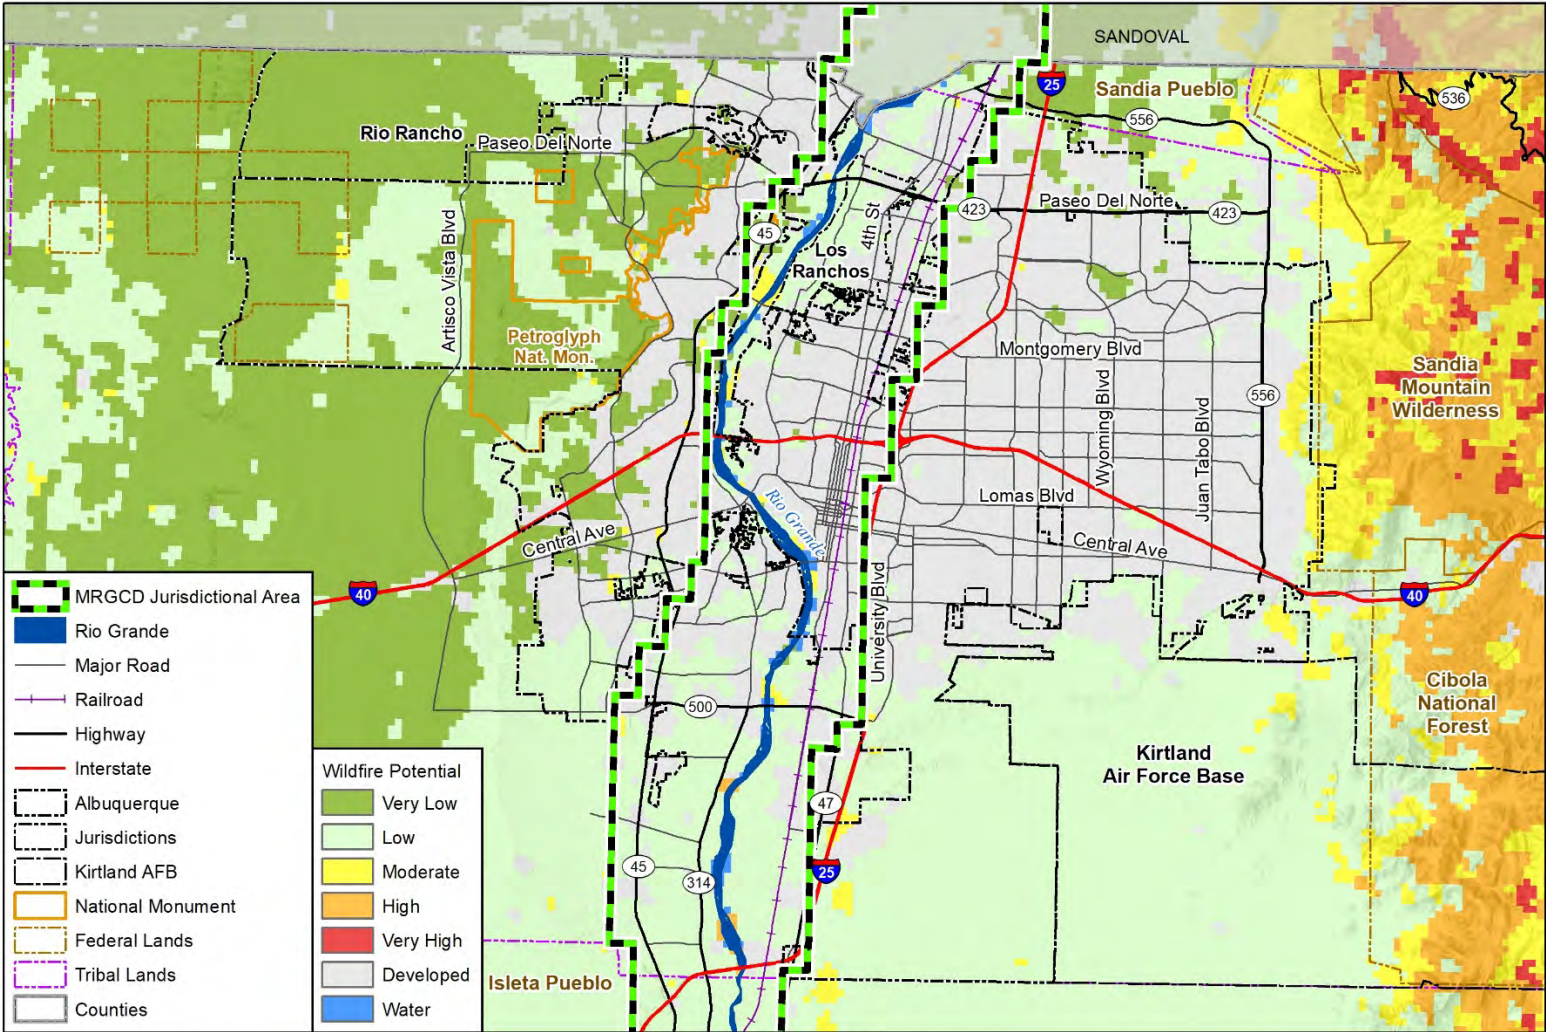 SANDOVAL
25
Sandia Pueblo
536
556
Rio Rancho
Paseo Del Norte
Paseo Del Norte
423
423
45
4th St
Los
Ranchos
Artisco Vista Blvd
Petroglyph
Nat. Mon.
Montgomery Blvd
Sandia
Mountain
Wilderness
556
Wyoming Blvd
Juan Tabo Blvd
Lomas Blvd
Rio Grande
Central Ave
Central Ave
40
40
University Blvd
500
Cibola
National
Forest
Kirtland
Air Force Base
47
45
314
25
Isleta Pueblo
MRGCD Jurisdictional Area
Rio Grande
Major Road
Railroad
Highway
Interstate
Albuquerque
Jurisdictions
Kirtland AFB
National Monument
Federal Lands
Tribal Lands
Counties
Wildfire Potential
Very Low
Low
Moderate
High
Very High
Developed
Water